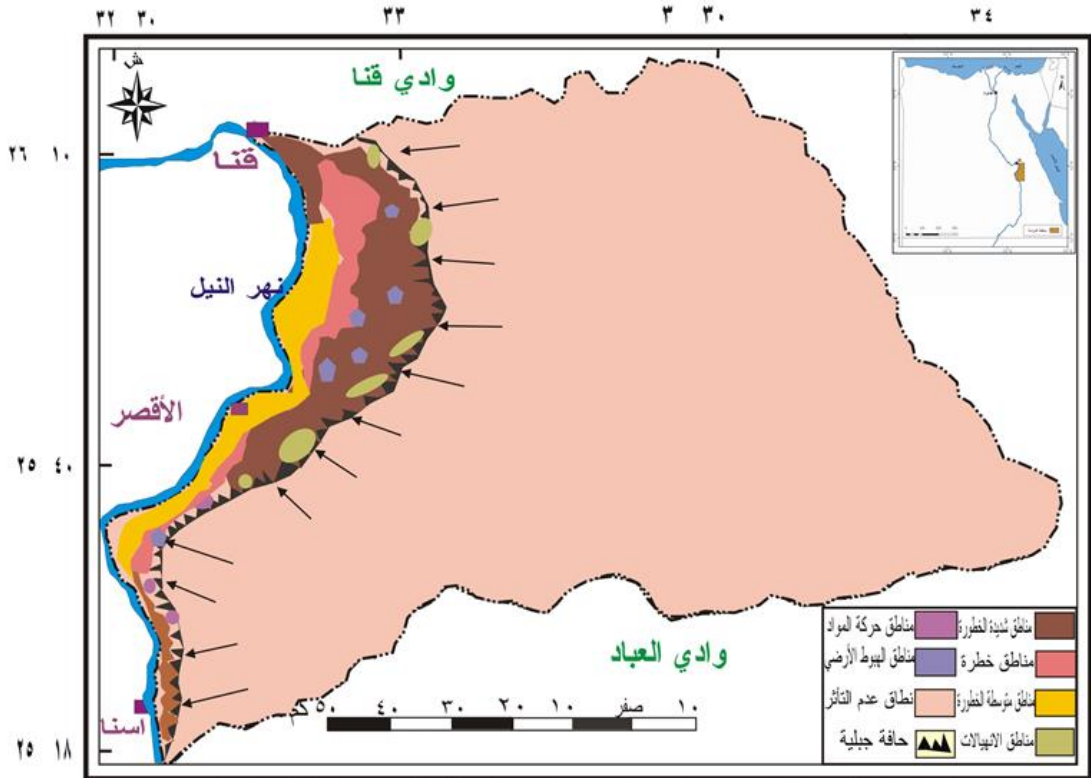 ٣٢ ٣٠
٣٣
٣ ٣٠
٣٤
ش
وادي قنا
٢٦ ١٠
قنا
نهر النيل
الأقصر
٢٥ ٤٠
وادي العباد
اسنا
٢٥ ١٨
كم ٥٠ ٤٠ ٣٠ ٢٠ ١٠ صفر ١٠
مناطق شديدة الخطورة
مناطق حركة المواد
مناطق خطرة
مناطق الهبوط الأرضي
مناطق متوسطة الخطورة
نطاق عدم التأثر
مناطق الانهيالات
حافة جبلية